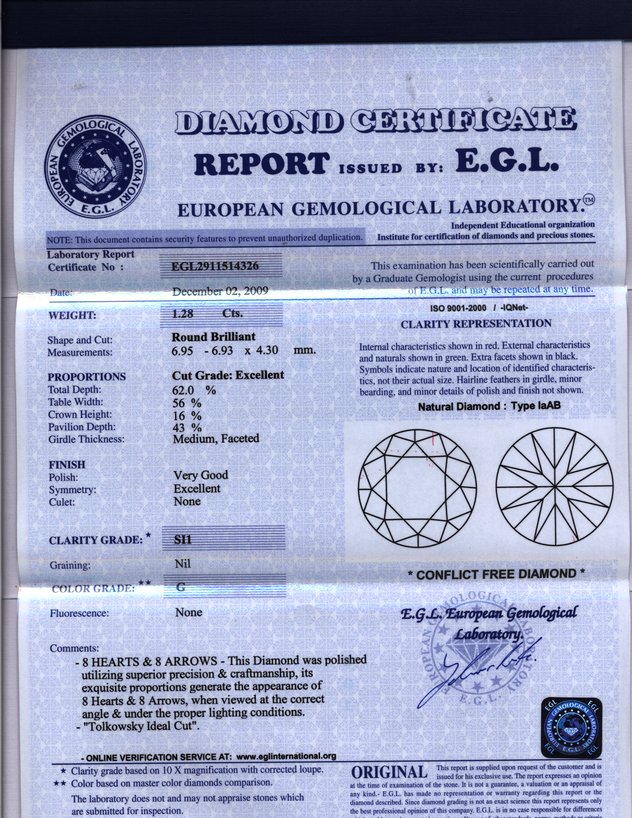 DIAMOND CERTIFICATE
REPORT ISSUED BY: E.G.L.
EUROPEAN GEMOLOGICAL LABORATORY.™
EUROPEAN GEMOLOGICAL LABORATORY
E.G.L.
Independent Educational organization
Institute for certification of diamonds and precious stones.
NOTE: This document contains security features to prevent unauthorized duplication.
Laboratory Report
Certificate No : EGL2911514326
Date: December 02, 2009
WEIGHT: 1.28 Cts.
Shape and Cut: Round Brilliant
Measurements: 6.95 - 6.93 x 4.30 mm.
PROPORTIONS Cut Grade: Excellent
Total Depth: 62.0 %
Table Width: 56 %
Crown Height: 16 %
Pavilion Depth: 43 %
Girdle Thickness: Medium, Faceted
FINISH
Polish: Very Good
Symmetry: Excellent
Culet: None
CLARITY GRADE: * SI1
Graining: Nil
COLOR GRADE: ** G
Fluorescence: None
Comments:
- 8 HEARTS & 8 ARROWS - This Diamond was polished
utilizing superior precision & craftmanship, its
exquisite proportions generate the appearance of
8 Hearts & 8 Arrows, when viewed at the correct
angle & under the proper lighting conditions.
- "Tolkowsky Ideal Cut".
- ONLINE VERIFICATION SERVICE AT: www.eglinternational.org
* Clarity grade based on 10 X magnification with corrected loupe.
** Color based on master color diamonds comparison.
The laboratory does not and may not appraise stones which
are submitted for inspection.
This examination has been scientifically carried out
by a Graduate Gemologist using the current procedures
of E.G.L. and may be repeated at any time.
ISO 9001-2000 / -IQNet-
CLARITY REPRESENTATION
Internal characteristics shown in red. External characteristics
and naturals shown in green. Extra facets shown in black.
Symbols indicate nature and location of identified characteris-
tics, not their actual size. Hairline feathers in girdle, minor
bearding, and minor details of polish and finish not shown.
Natural Diamond : Type IaAB
* CONFLICT FREE DIAMOND *
E.G.L. European Gemological
Laboratory.
EUROPEAN GEMOLOGICAL LABORATORY
E.G.L.
EGL EGL
EUROPEAN GEMOLOGICAL LABORATORY
E.G.L.
EGL EGL
ORIGINAL This report is supplied upon request of the customer and is
issued for his exclusive use. The report expresses an opinion
at the time of examination of the stone. It is not a guarantee, a valuation or an appraisal of
any kind.- E.G.L. has made no representation or warranty regarding this report or the
diamond described. Since diamond grading is not an exact science this report represents only
the best professional opinion of this company. E.G.L. is in no case responsible for differences